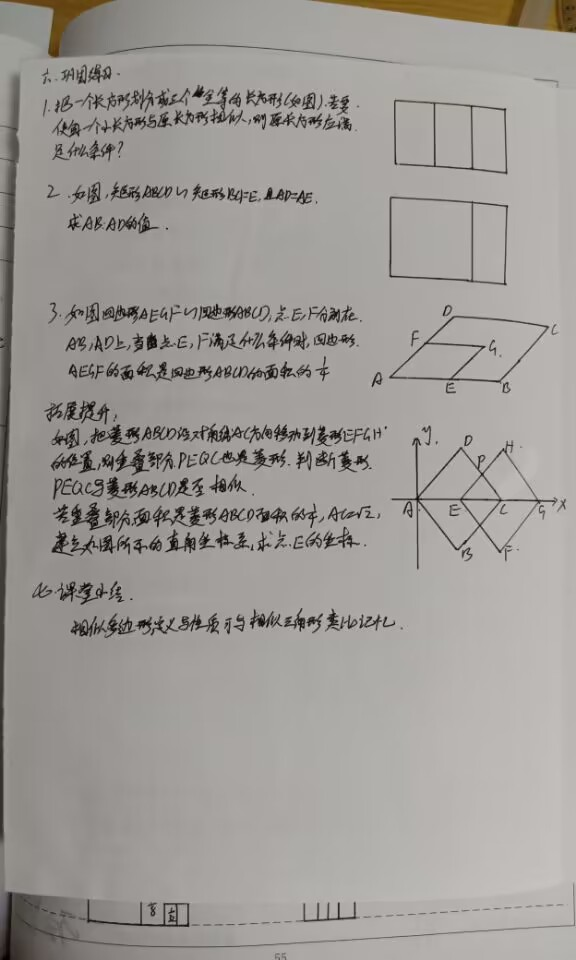 六.巩固练习.
1.把一个长方形划分成三个全等的长方形(如图).若要
使每一个小长方形与原长方形相似,则原长方形应满
足什么条件?
2.如图,矩形ABCD∽矩形BCFE,且AD=AE.
求AB:AD的值.
3.如图四边形AEGF∽四边形ABCD,点E,F分别在
AB,AD上,当点E,F满足什么条件时,四边形
AEGF的面积是四边形ABCD的面积的
D
C
F
G
A
E
B
拓展提升:
如图,把菱形ABCD沿对角线AC方向移动到菱形EFGH
的位置,则重叠部分PEQC也是菱形.判断菱形
PEQC与菱形ABCD是否相似.
若重叠部分面积是菱形ABCD面积的,AC=√2,
建立如图所示的直角坐标系,求点E的坐标.
y
D
H
P
A
E
C
G
x
B
F
七.课堂小结.
相似多边形定义与性质可与相似三角形类比记忆.
55